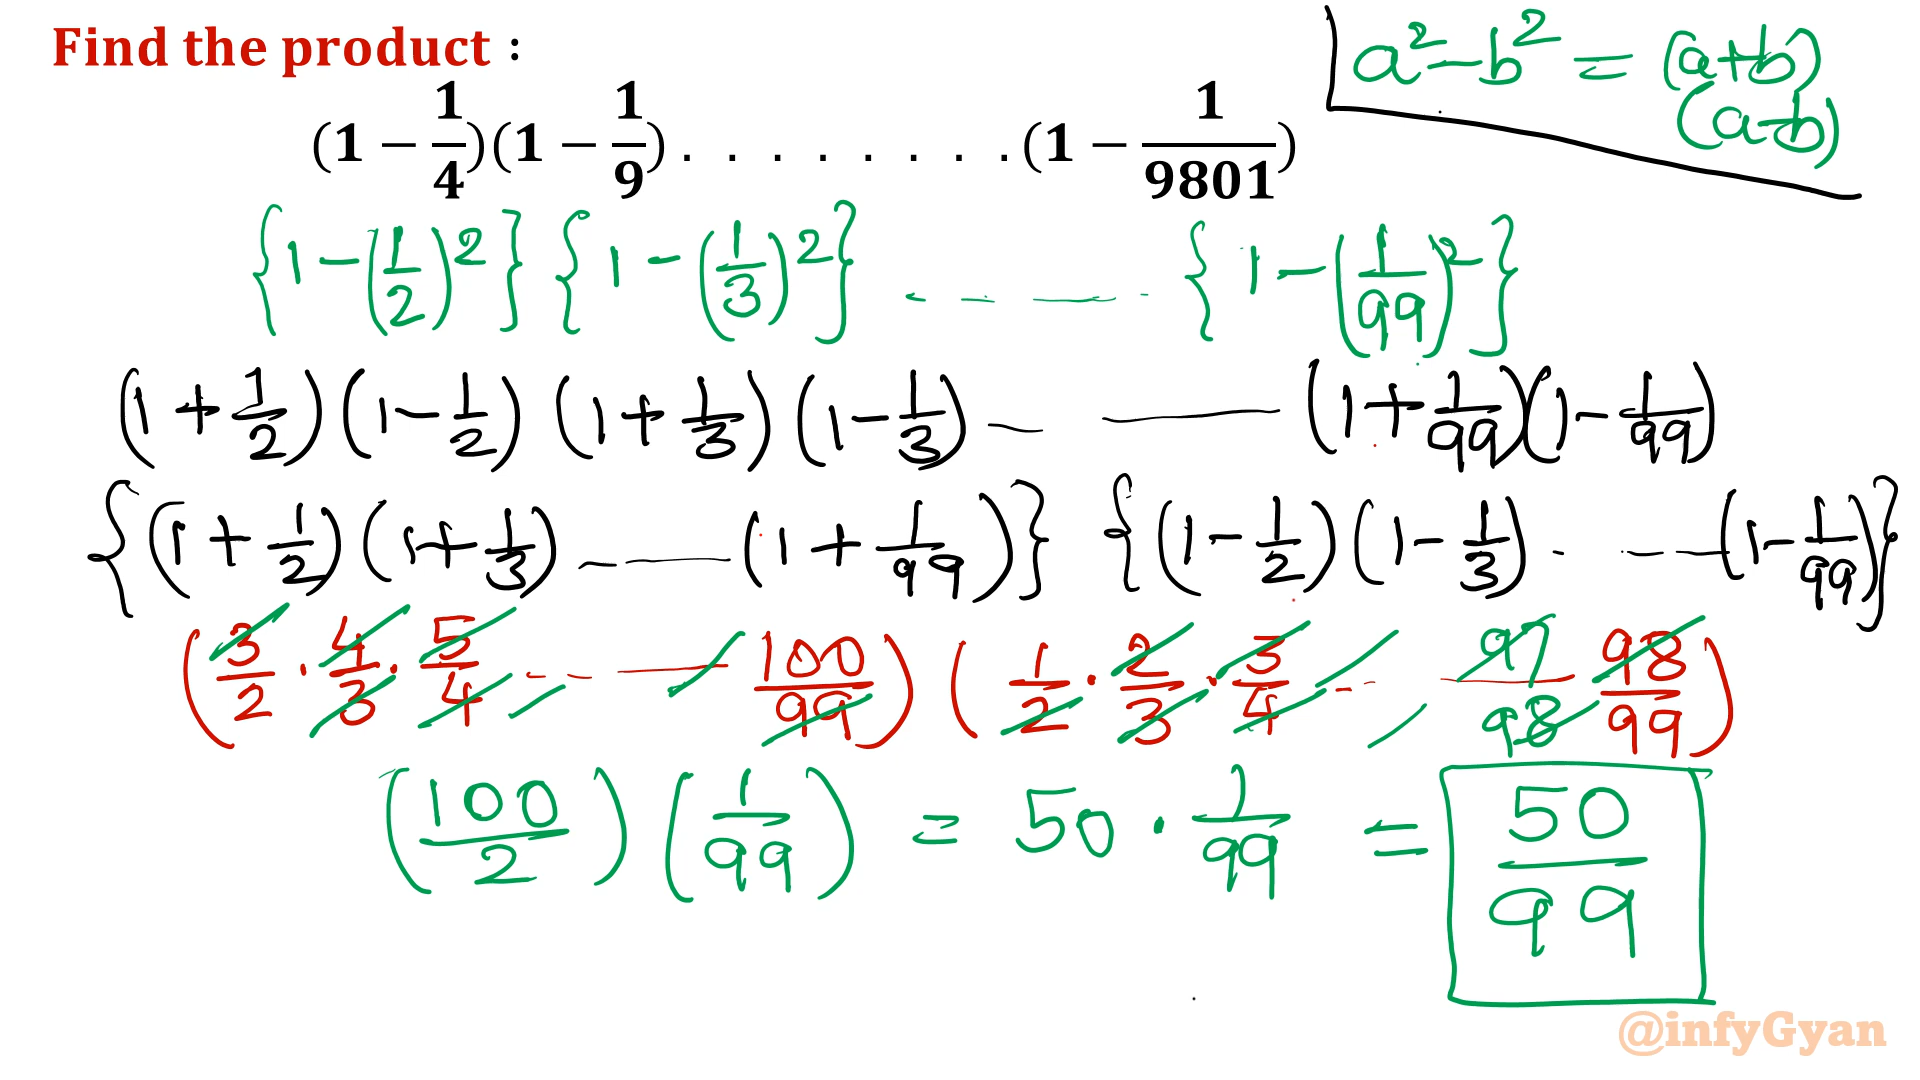 Find the product :
(1 − 1/4)(1 − 1/9) . . . . . . . . (1 − 1/9801)
a² − b² = (a+b)
(a−b)
{1 − (1/2)²} {1 − (1/3)²} - - — - {1 − (1/99)²}
(1 + 1/2)(1 − 1/2)(1 + 1/3)(1 − 1/3) — - —— (1 + 1/99)(1 − 1/99)
{(1 + 1/2)(1 + 1/3) - —— (1 + 1/99)} {(1 − 1/2)(1 − 1/3) - - — (1 − 1/99)}
(3/2 · 4/3 · 5/4 - - —— 100/99) (1/2 · 2/3 · 3/4 - - — 97/98 98/99)
(100/2) (1/99) = 50 · 1/99 = 50/99
@infyGyan